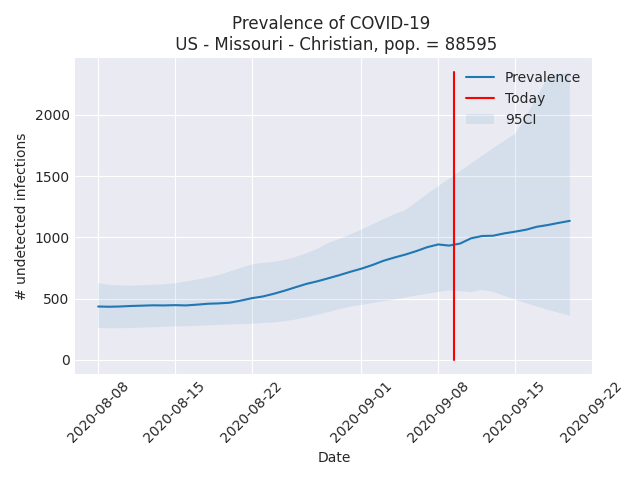 Prevalence of COVID-19
US - Missouri - Christian, pop. = 88595
Prevalence
Today
95CI
# undetected infections
2000
1500
1000
500
0
2020-08-08
2020-08-15
2020-08-22
2020-09-01
2020-09-08
2020-09-15
2020-09-22
Date